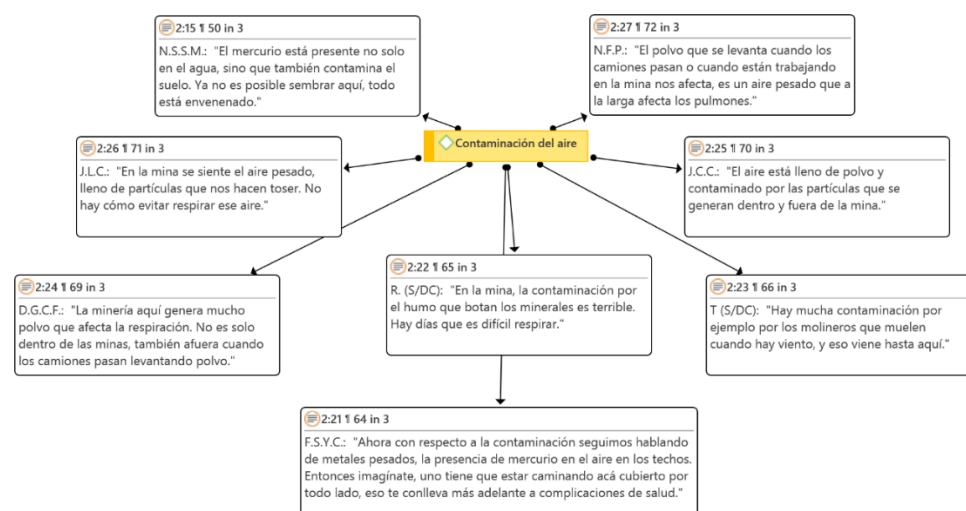 2:15 ¶ 50 in 3
N.S.S.M.: "El mercurio está presente no solo
en el agua, sino que también contamina el
suelo. Ya no es posible sembrar aquí, todo
está envenenado."
2:27 ¶ 72 in 3
N.F.P.: "El polvo que se levanta cuando los
camiones pasan o cuando están trabajando
en la mina nos afecta, es un aire pesado que a
la larga afecta los pulmones."
Contaminación del aire
2:26 ¶ 71 in 3
J.L.C.: "En la mina se siente el aire pesado,
lleno de partículas que nos hacen toser. No
hay cómo evitar respirar ese aire."
2:25 ¶ 70 in 3
J.C.C.: "El aire está lleno de polvo y
contaminado por las partículas que se
generan dentro y fuera de la mina."
2:24 ¶ 69 in 3
D.G.C.F.: "La minería aquí genera mucho
polvo que afecta la respiración. No es solo
dentro de las minas, también afuera cuando
los camiones pasan levantando polvo."
2:22 ¶ 65 in 3
R. (S/DC): "En la mina, la contaminación por
el humo que botan los minerales es terrible.
Hay días que es difícil respirar."
2:23 ¶ 66 in 3
T (S/DC): "Hay mucha contaminación por
ejemplo por los molineros que muelen
cuando hay viento, y eso viene hasta aquí."
2:21 ¶ 64 in 3
F.S.Y.C.: "Ahora con respecto a la contaminación seguimos hablando
de metales pesados, la presencia de mercurio en el aire en los techos.
Entonces imagínate, uno tiene que estar caminando acá cubierto por
todo lado, eso te conlleva más adelante a complicaciones de salud."